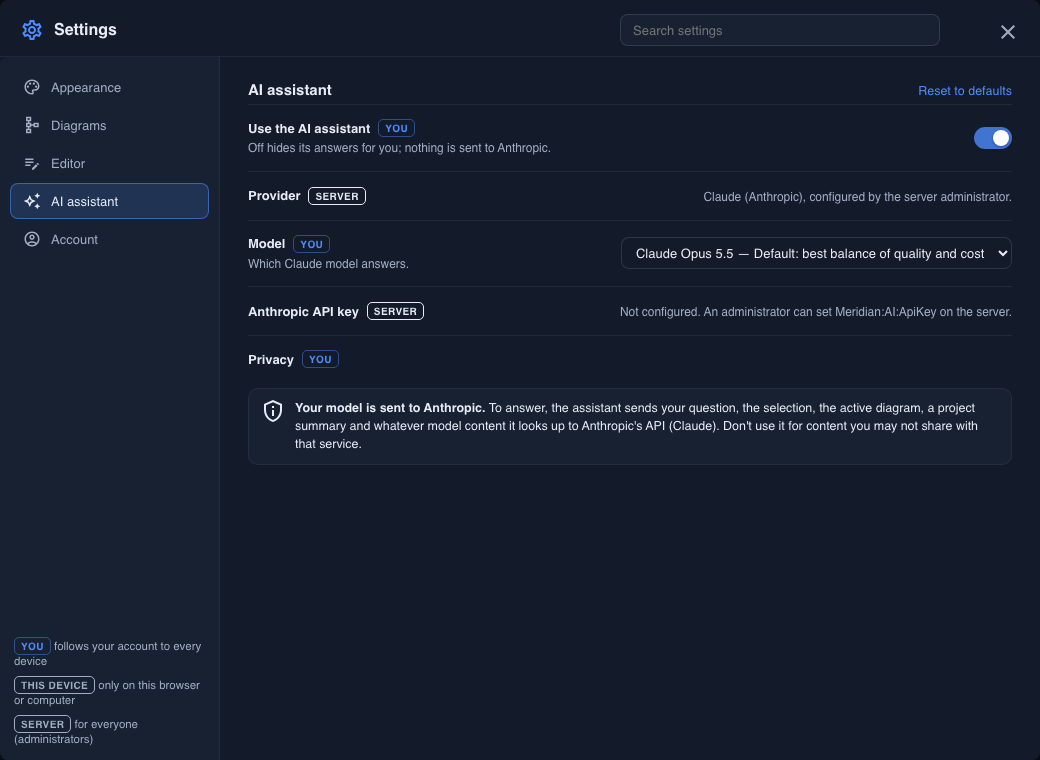 Settings
Search settings
Appearance
Diagrams
Editor
AI assistant
Account
AI assistant
Reset to defaults
Use the AI assistant YOU
Off hides its answers for you; nothing is sent to Anthropic.
Provider SERVER
Claude (Anthropic), configured by the server administrator.
Model YOU
Which Claude model answers.
Claude Opus 5.5 — Default: best balance of quality and cost
Anthropic API key SERVER
Not configured. An administrator can set Meridian:AI:ApiKey on the server.
Privacy YOU
Your model is sent to Anthropic. To answer, the assistant sends your question, the selection, the active diagram, a project
summary and whatever model content it looks up to Anthropic's API (Claude). Don't use it for content you may not share with
that service.
YOU follows your account to every
device
THIS DEVICE only on this browser
or computer
SERVER for everyone
(administrators)